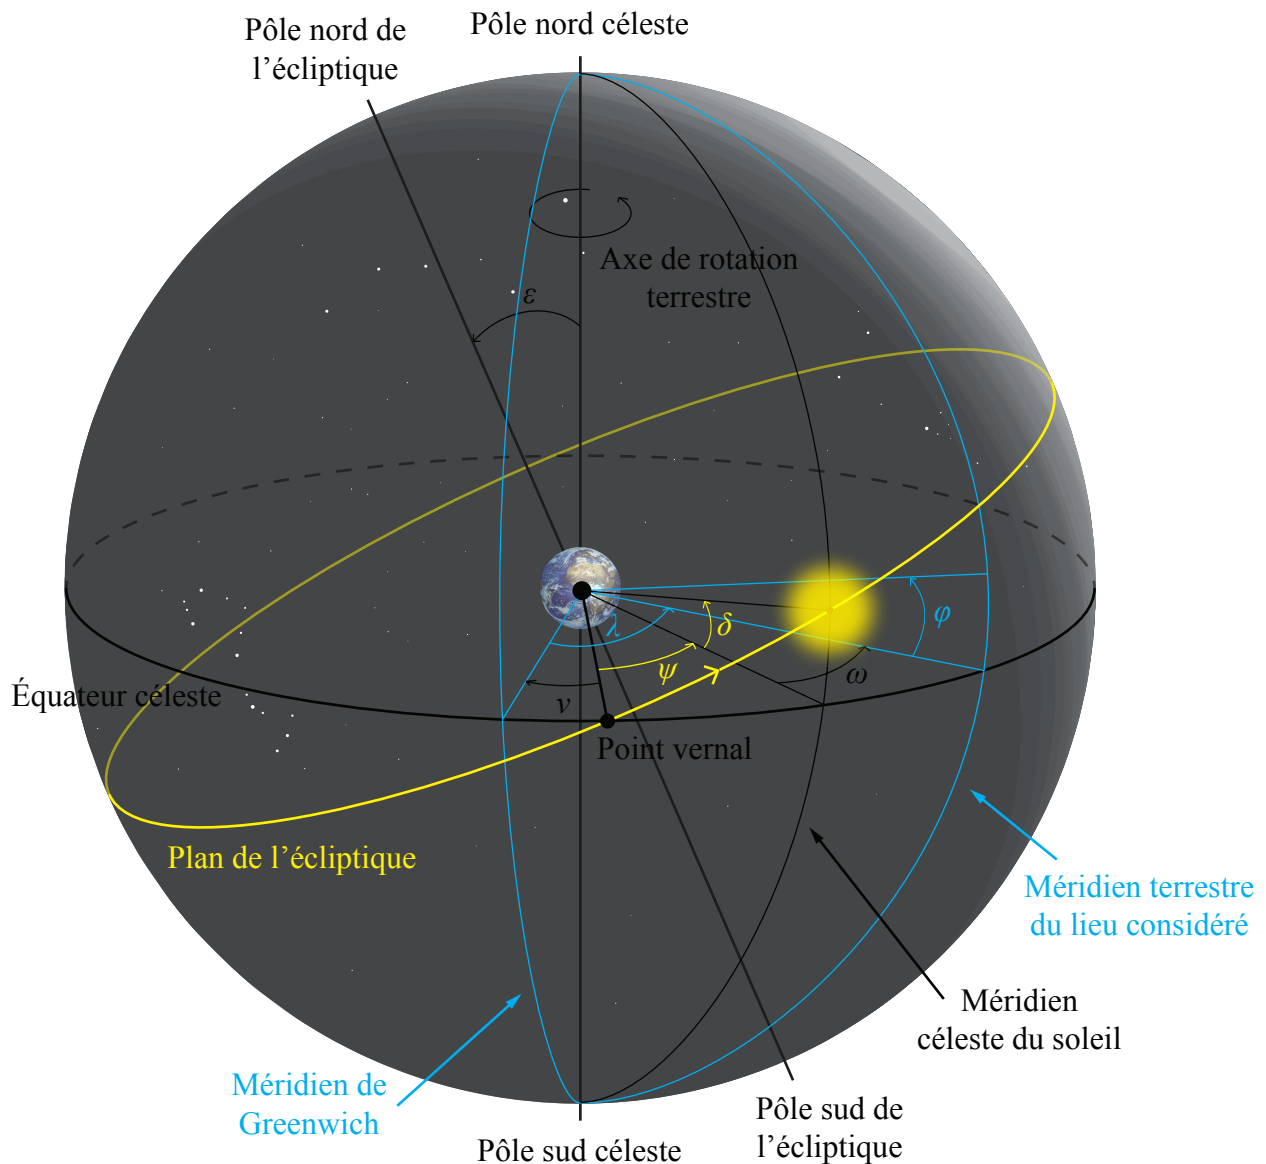 Pôle nord de
l’écliptique
Pôle nord céleste
Axe de rotation
terrestre
ε
λ
δ
φ
ψ
ω
ν
Équateur céleste
Point vernal
Plan de l’écliptique
Méridien terrestre
du lieu considéré
Méridien
céleste du soleil
Méridien de
Greenwich
Pôle sud de
l’écliptique
Pôle sud céleste